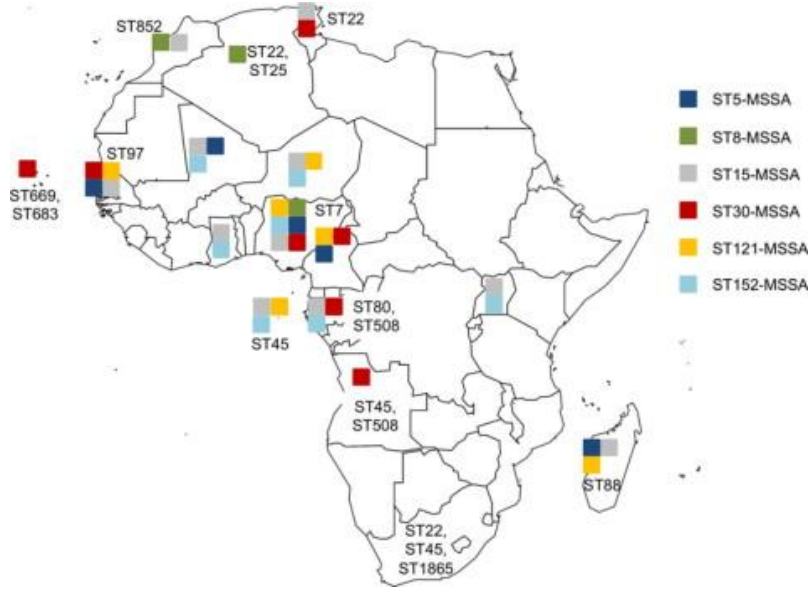 ST852
ST22
ST22,
ST25
ST5-MSSA
ST8-MSSA
ST15-MSSA
ST30-MSSA
ST121-MSSA
ST152-MSSA
ST97
ST669,
ST683
ST7
ST80,
ST508
ST45
ST45,
ST508
ST88
ST22,
ST45,
ST1865